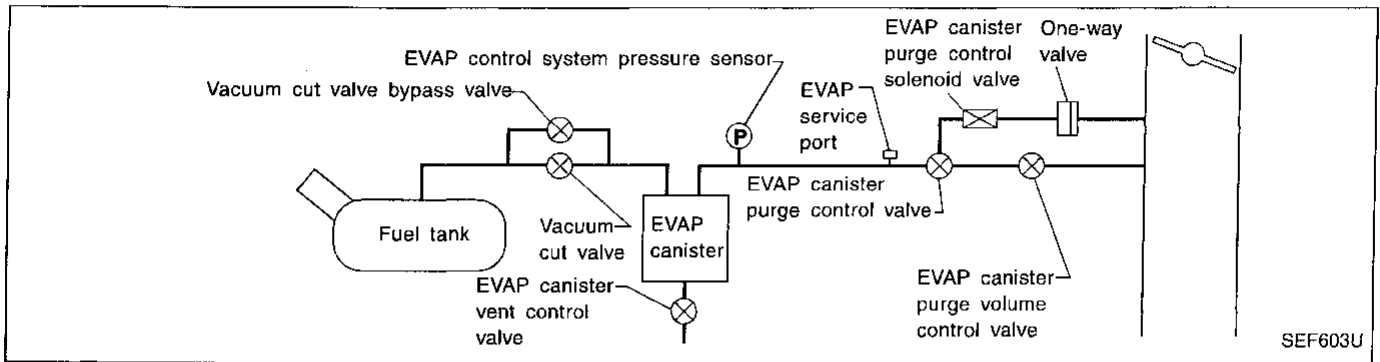 EVAP canister
purge control
solenoid valve
One-way
valve
EVAP control system pressure sensor
Vacuum cut valve bypass valve
EVAP
service
port
P
EVAP canister
purge control valve
Fuel tank
Vacuum
cut valve
EVAP
canister
EVAP canister
vent control
valve
EVAP canister
purge volume
control valve
SEF603U